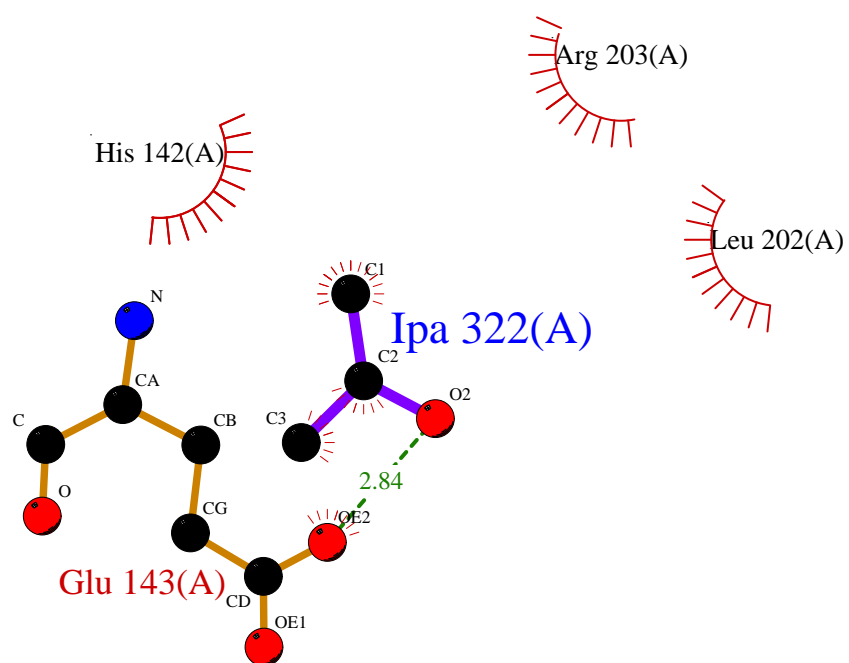 Arg 203(A)
His 142(A)
Leu 202(A)
C1
N
Ipa 322(A)
C2
CA
O2
C3
C
CB
2.84
O
CG
OE2
Glu 143(A)
CD
OE1